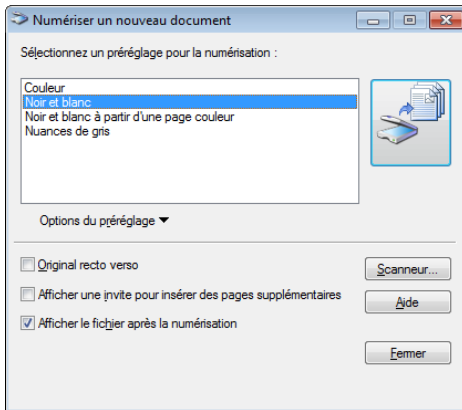 Numériser un nouveau document
Sélectionnez un préréglage pour la numérisation :
Couleur
Noir et blanc
Noir et blanc à partir d'une page couleur
Nuances de gris
Options du préréglage
Original recto verso
Scanneur...
Afficher une invite pour insérer des pages supplémentaires
Aide
Afficher le fichier après la numérisation
Fermer